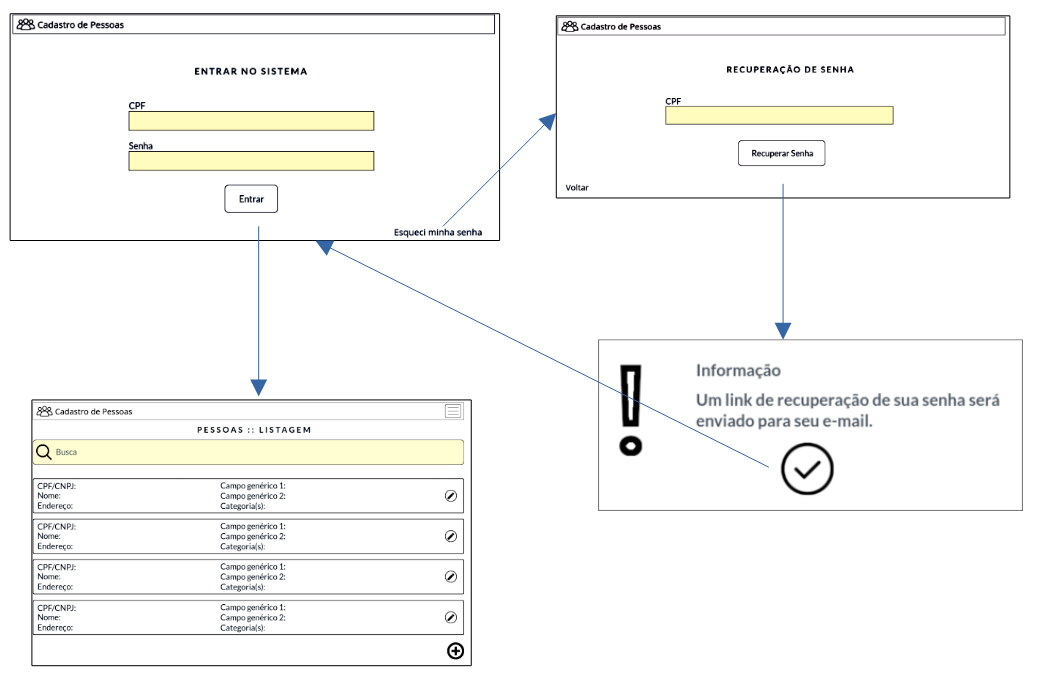 Cadastro de Pessoas
ENTRAR NO SISTEMA
CPF
Senha
Entrar
Esqueci minha senha
Cadastro de Pessoas
RECUPERAÇÃO DE SENHA
CPF
Recuperar Senha
Voltar
Informação
Um link de recuperação de sua senha será
enviado para seu e-mail.
Cadastro de Pessoas
PESSOAS :: LISTAGEM
Busca
CPF/CNPJ: Campo genérico 1:
Nome: Campo genérico 2:
Endereço: Categoria(s):
CPF/CNPJ: Campo genérico 1:
Nome: Campo genérico 2:
Endereço: Categoria(s):
CPF/CNPJ: Campo genérico 1:
Nome: Campo genérico 2:
Endereço: Categoria(s):
CPF/CNPJ: Campo genérico 1:
Nome: Campo genérico 2:
Endereço: Categoria(s):